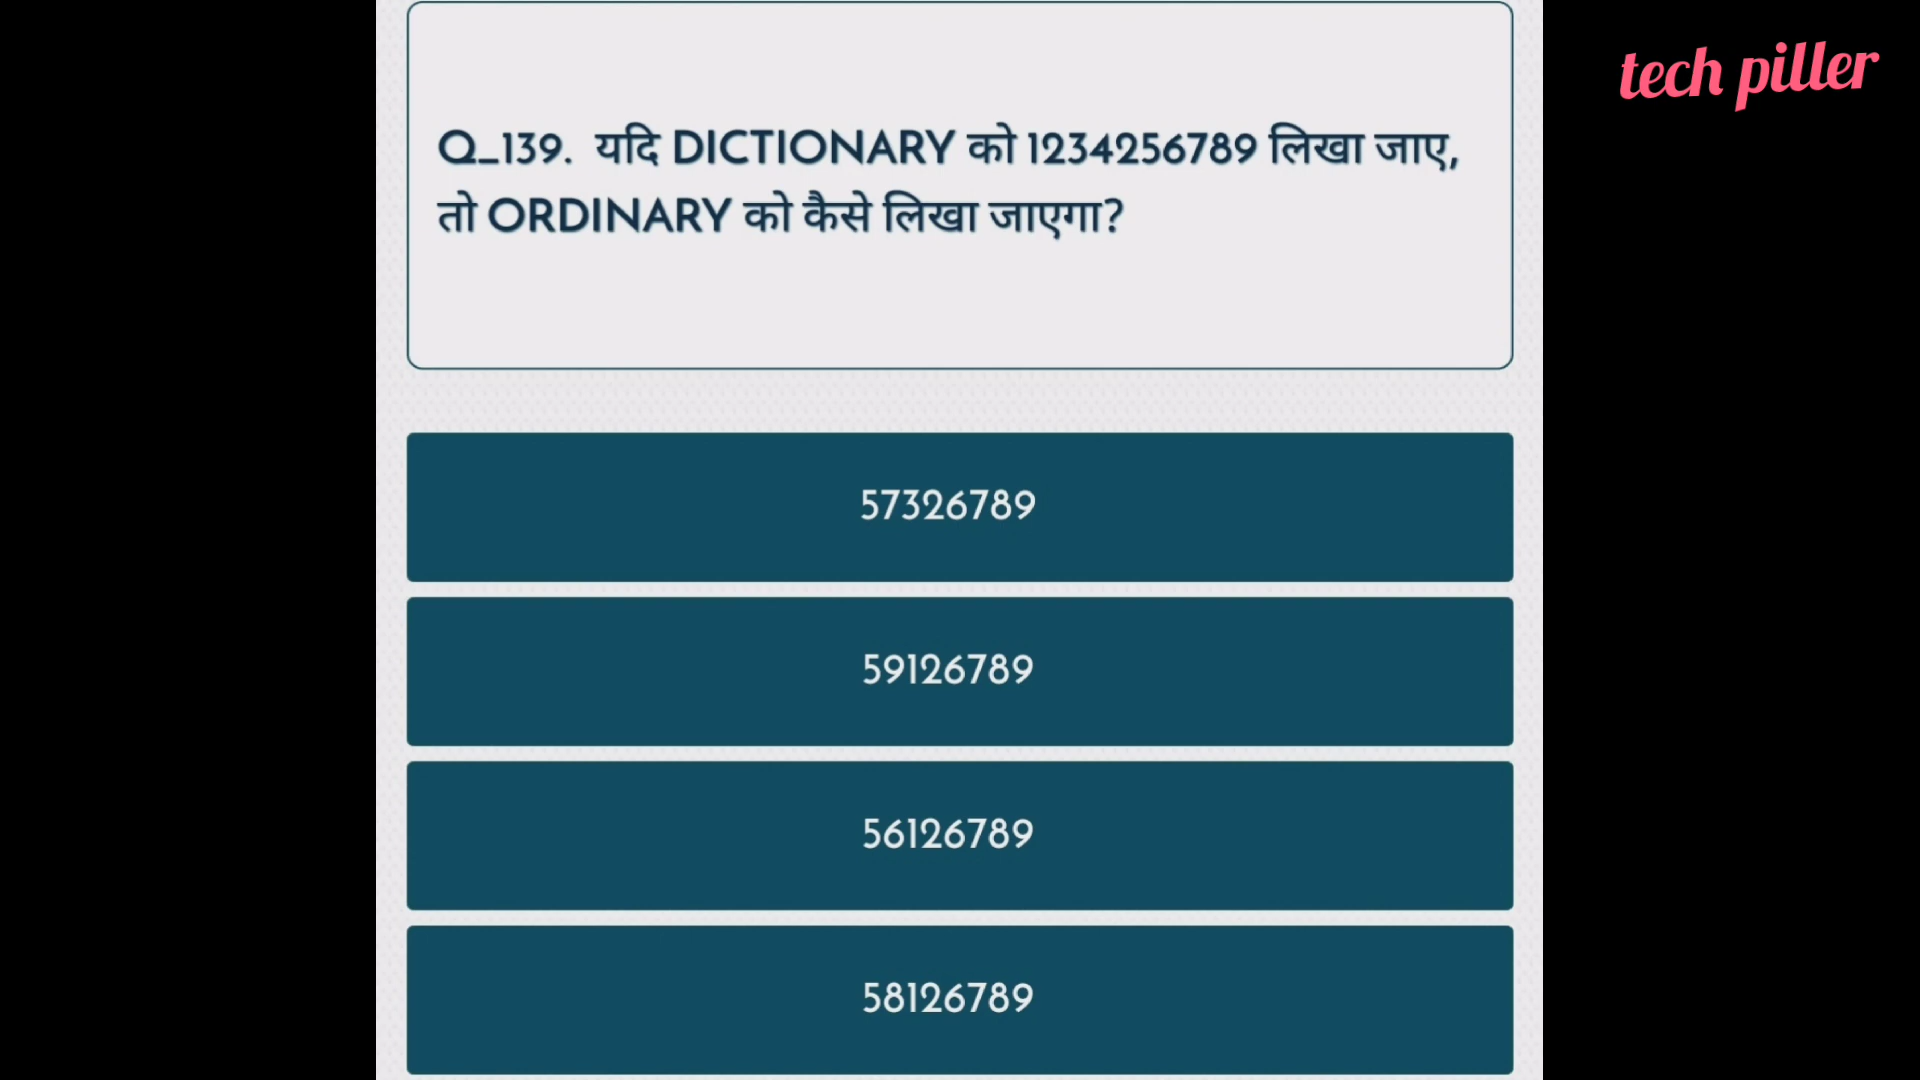 tech piller
Q_139. यदि DICTIONARY को 1234256789 लिखा जाए,
तो ORDINARY को कैसे लिखा जाएगा?
57326789
59126789
56126789
58126789